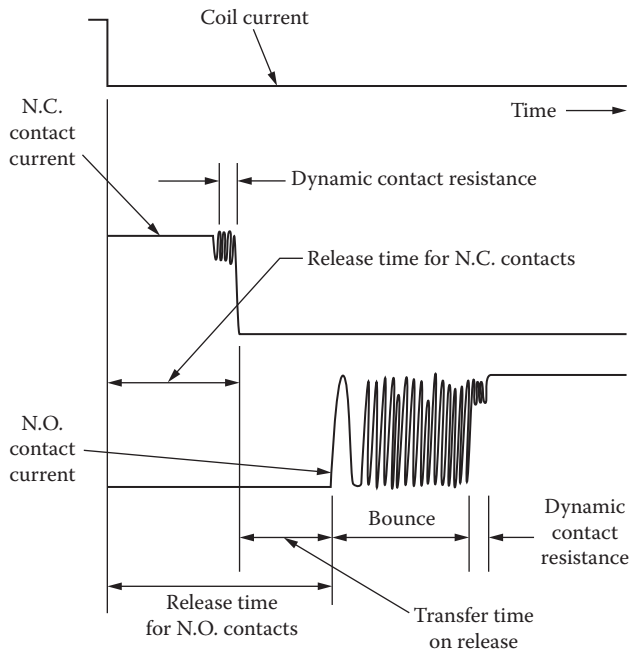 Coil current
Time
N.C.
contact
current
Dynamic contact resistance
Release time for N.C. contacts
N.O.
contact
current
Bounce
Dynamic
contact
resistance
Release time
for N.O. contacts
Transfer time
on release